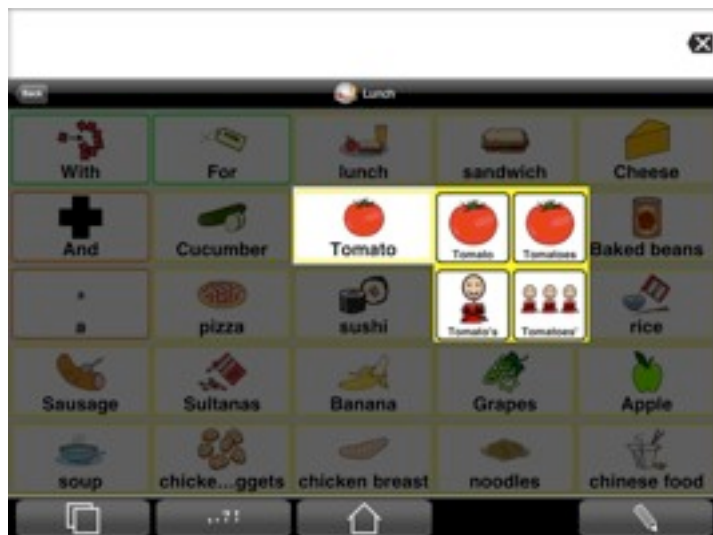 Back
Lunch
With
For
lunch
sandwich
Cheese
And
Cucumber
Tomato
Tomato
Tomatoes
Baked beans
Tomato's
Tomatoes'
a
pizza
sushi
rice
Sausage
Sultanas
Banana
Grapes
Apple
soup
chicke...ggets
chicken breast
noodles
chinese food
.,?!